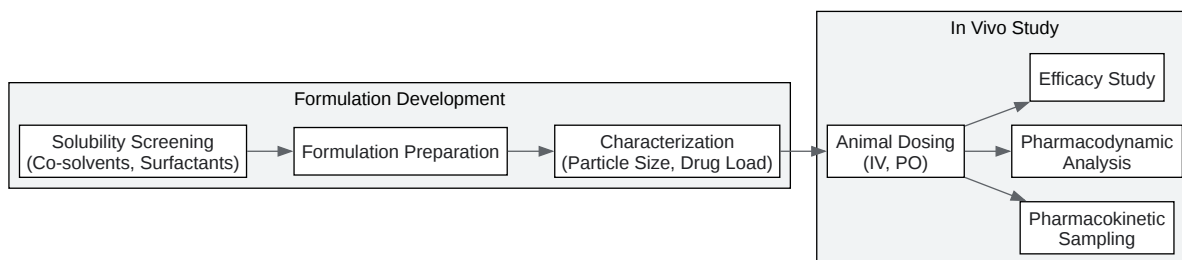 Formulation Development
Solubility Screening
(Co-solvents, Surfactants)
Formulation Preparation
Characterization
(Particle Size, Drug Load)
In Vivo Study
Animal Dosing
(IV, PO)
Efficacy Study
Pharmacodynamic
Analysis
Pharmacokinetic
Sampling